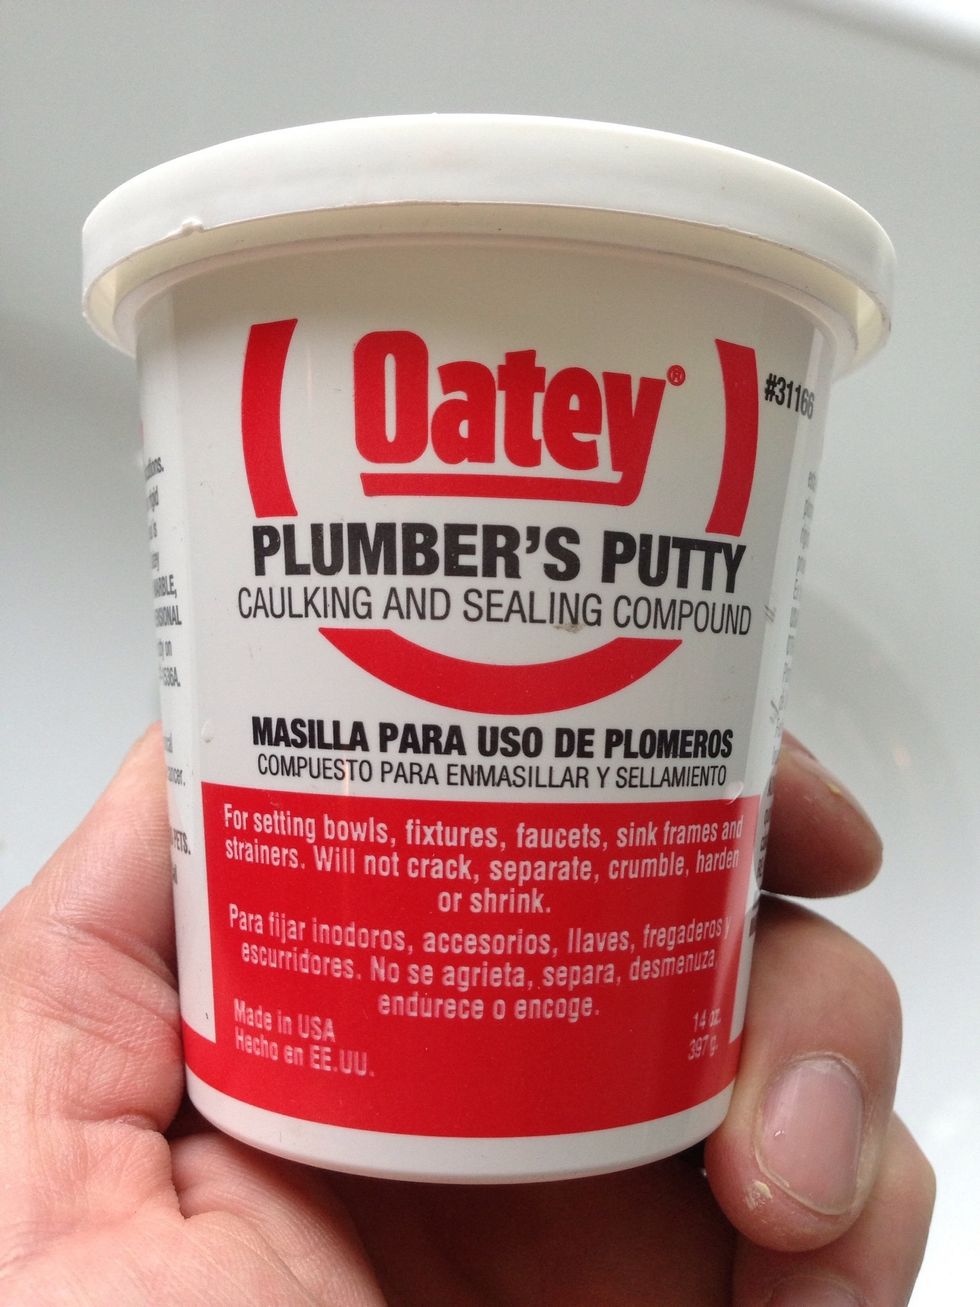 Oatey®
#31166
PLUMBER'S PUTTY
CAULKING AND SEALING COMPOUND
MASILLA PARA USO DE PLOMEROS
COMPUESTO PARA ENMASILLAR Y SELLAMIENTO
For setting bowls, fixtures, faucets, sink frames and
strainers. Will not crack, separate, crumble, harden
or shrink.
Para fijar inodoros, accesorios, llaves, fregaderos y
escurridores. No se agrieta, separa, desmenuza,
endurece o encoge.
Made in USA
Hecho en EE.UU.
14 oz.
397 g.